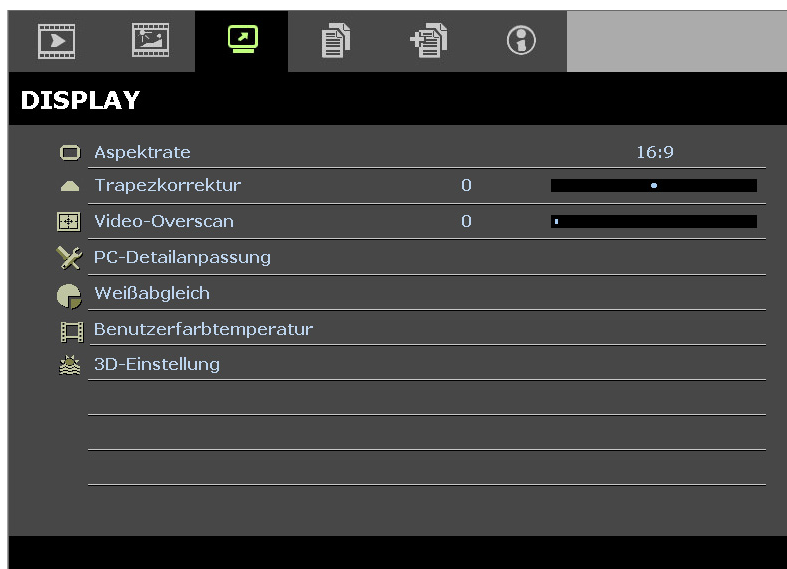 DISPLAY
Aspektrate 16:9
Trapezkorrektur 0
Video-Overscan 0
PC-Detailanpassung
Weißabgleich
Benutzerfarbtemperatur
3D-Einstellung